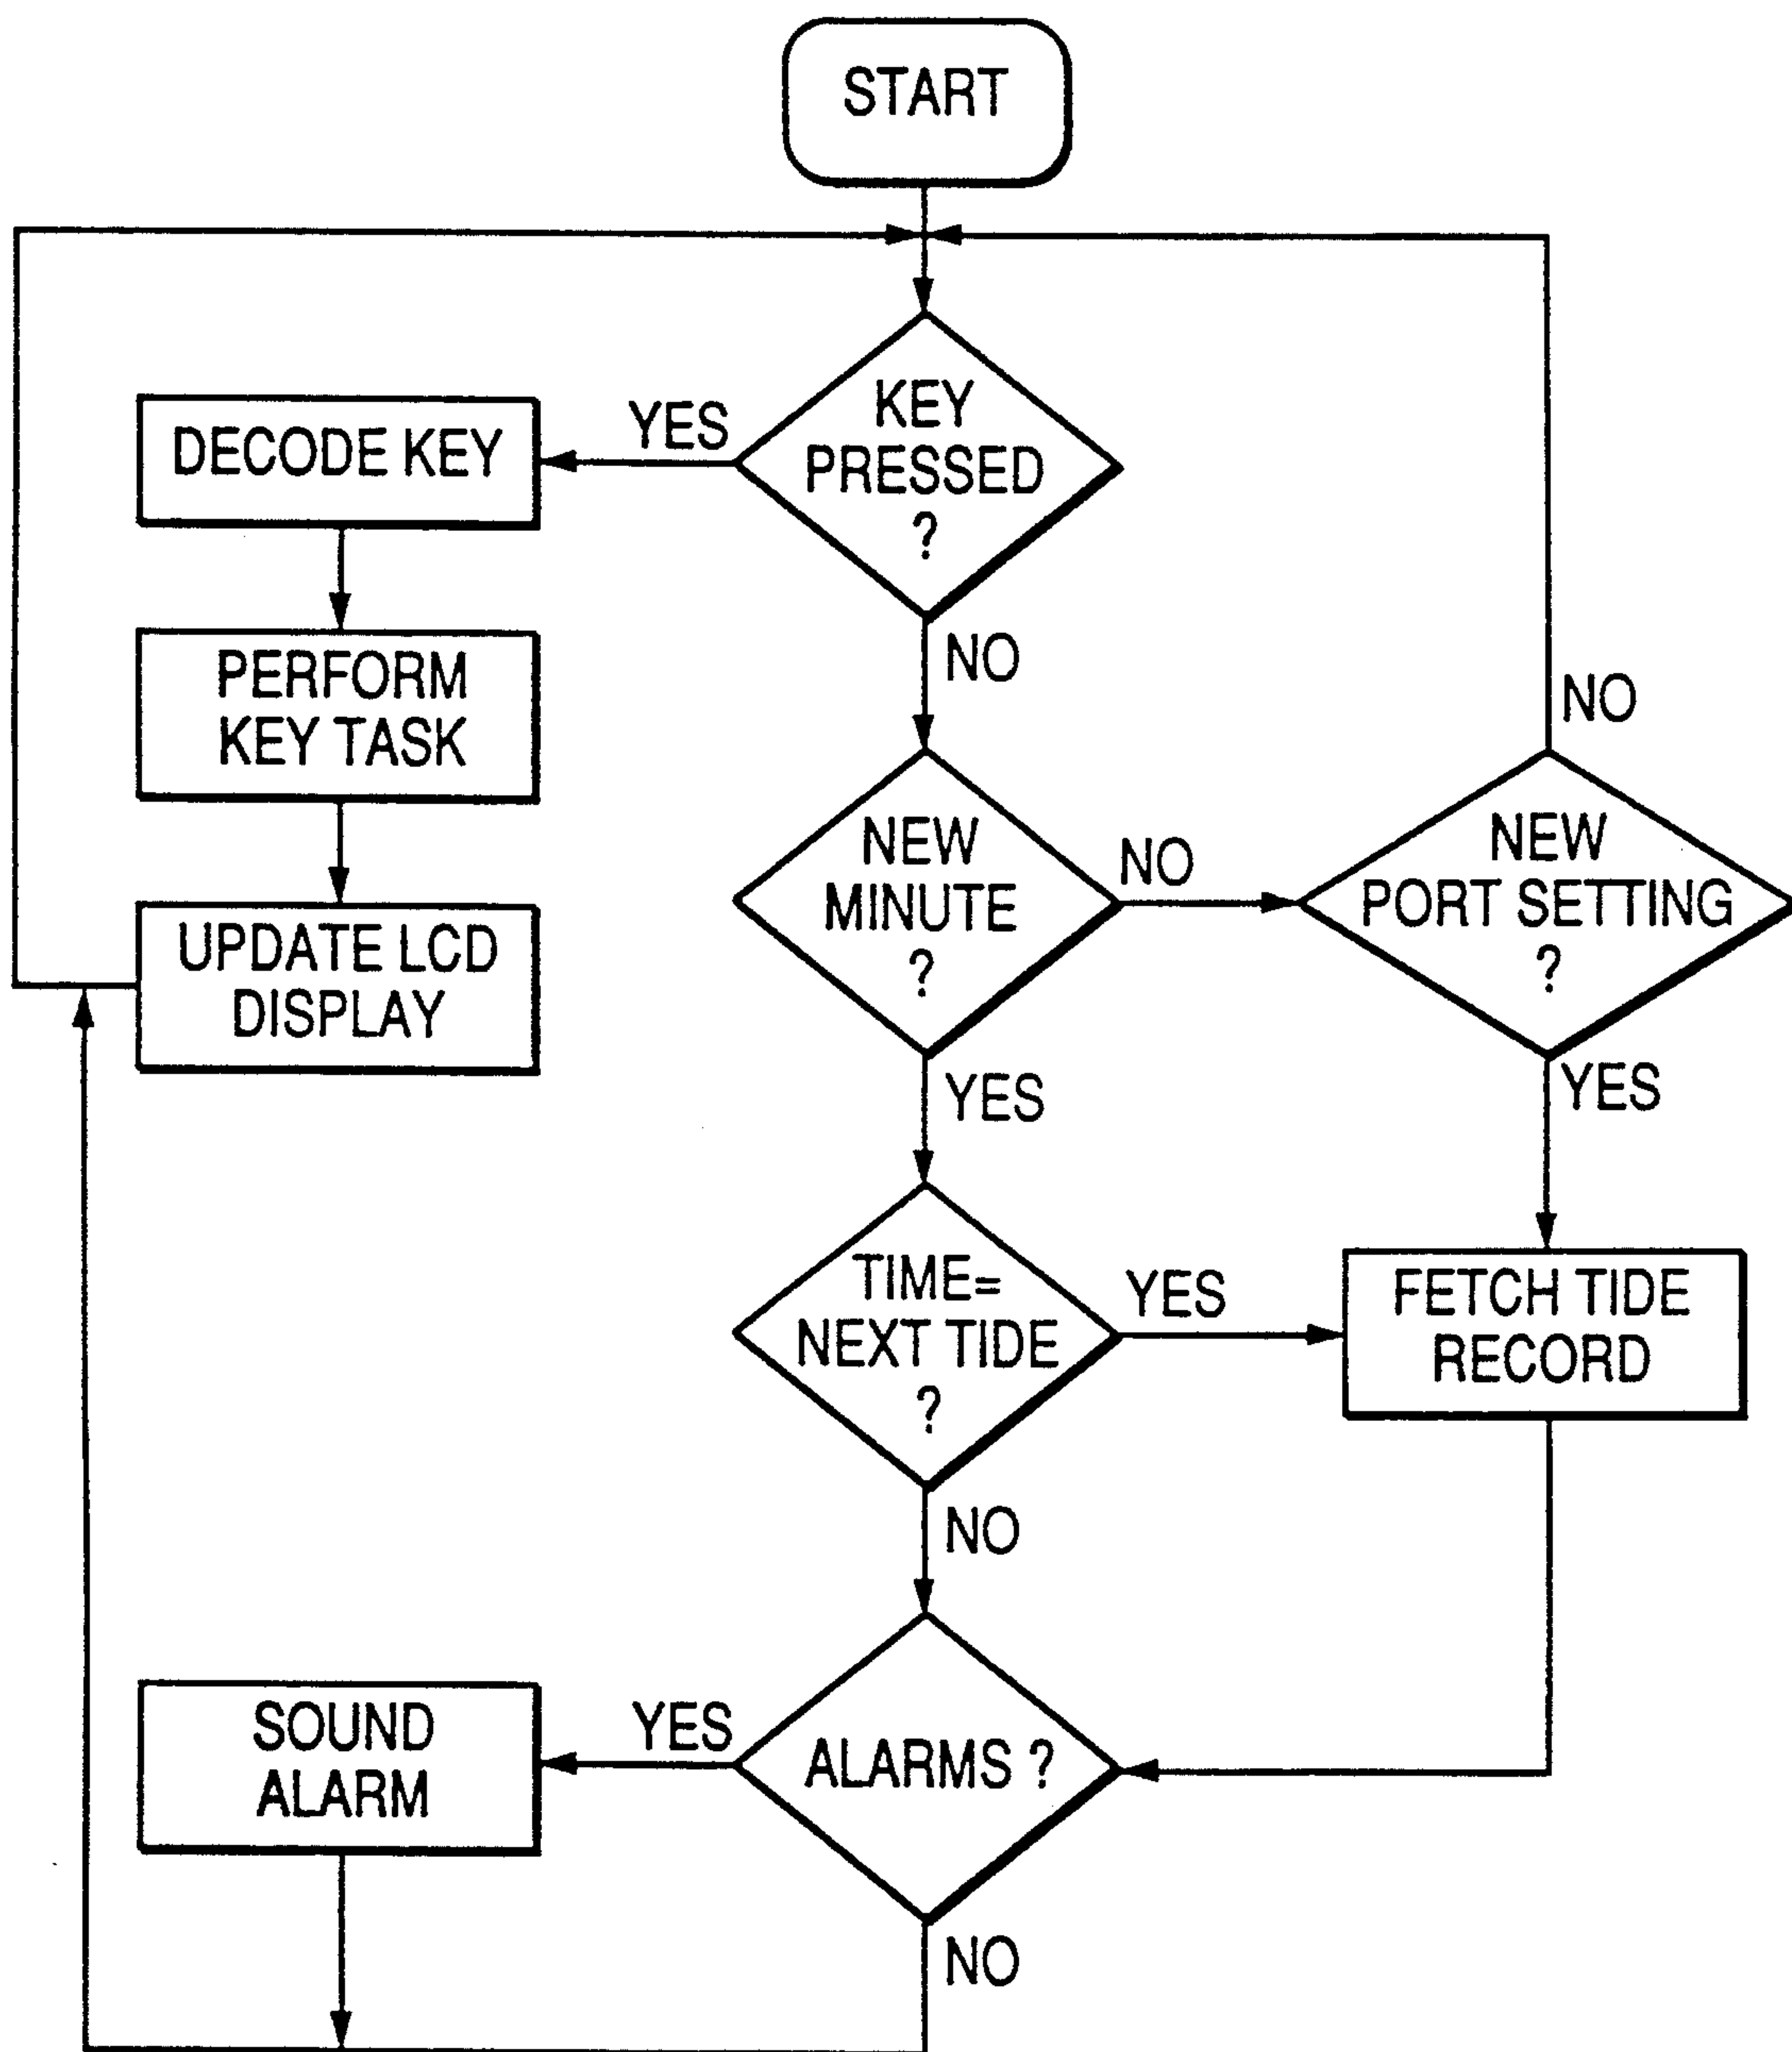 START
KEY
PRESSED
?
YES
DECODE KEY
NO
PERFORM
KEY TASK
NO
NEW
MINUTE
?
NO
NEW
PORT SETTING
?
UPDATE LCD
DISPLAY
YES
YES
TIME=
NEXT TIDE
?
YES
FETCH TIDE
RECORD
NO
ALARMS ?
YES
SOUND
ALARM
NO